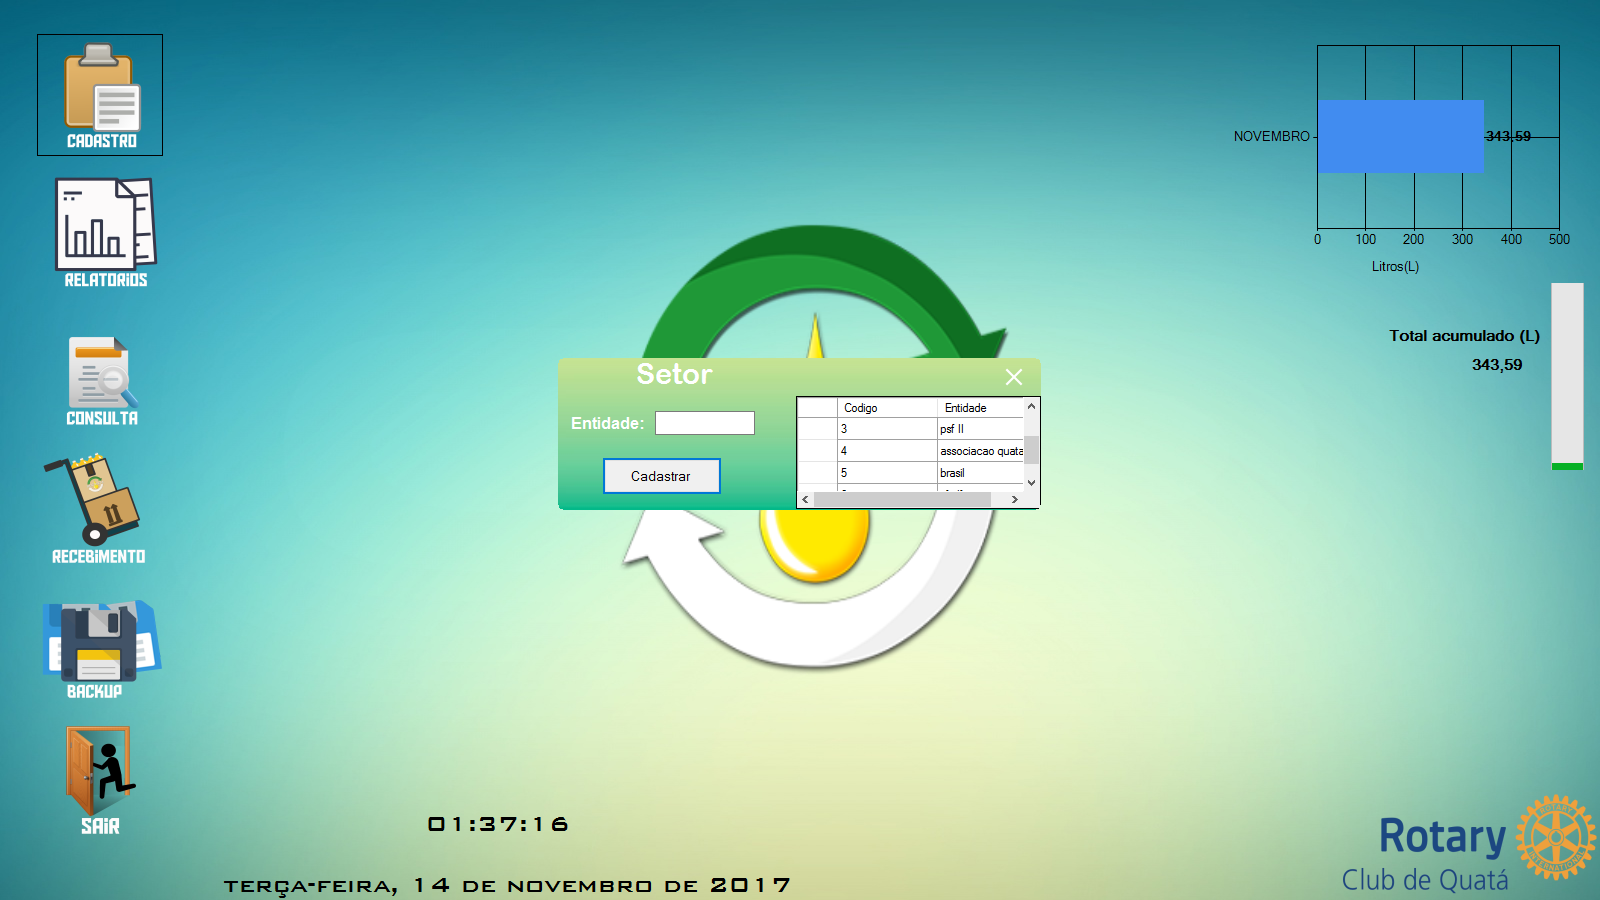 CADASTRO
RELATORIOS
CONSULTA
RECEBIMENTO
BACKUP
SAIR
Setor
Entidade:
Cadastrar
Codigo Entidade
3 psf II
4 associacao quata
5 brasil
NOVEMBRO
343,59
0 100 200 300 400 500
Litros(L)
Total acumulado (L)
343,59
01:37:16
TERÇA-FEIRA, 14 DE NOVEMBRO DE 2017
Rotary
Club de Quatá
ROTARY
INTERNATIONAL